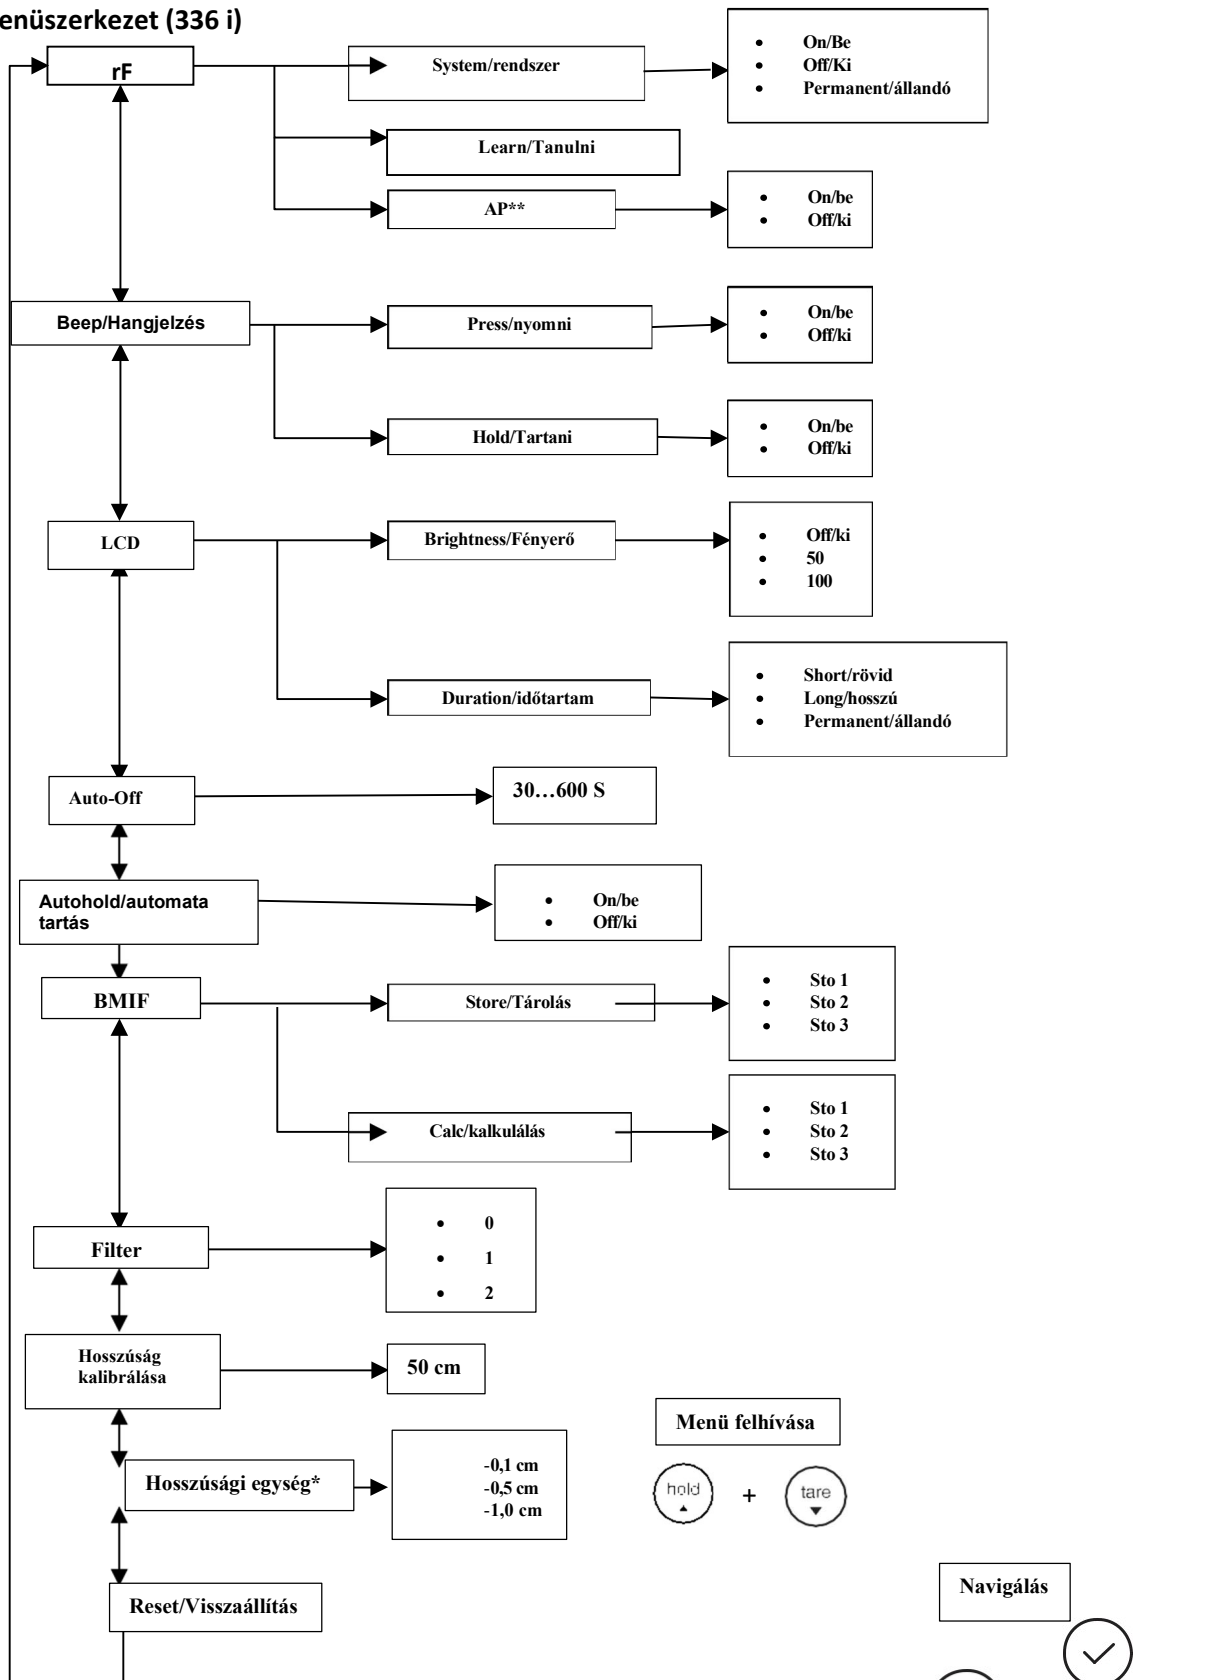 enüszerkezet (336 i)
rF
System/rendszer
• On/Be
• Off/Ki
• Permanent/állandó
Learn/Tanulni
AP**
• On/be
• Off/ki
Beep/Hangjelzés
Press/nyomni
• On/be
• Off/ki
Hold/Tartani
• On/be
• Off/ki
LCD
Brightness/Fényerő
• Off/ki
• 50
• 100
Duration/időtartam
• Short/rövid
• Long/hosszú
• Permanent/állandó
Auto-Off
30…600 S
Autohold/automata
tartás
• On/be
• Off/ki
BMIF
Store/Tárolás
• Sto 1
• Sto 2
• Sto 3
Calc/kalkulálás
• Sto 1
• Sto 2
• Sto 3
Filter
• 0
• 1
• 2
Hosszúság
kalibrálása
50 cm
Hosszúsági egység*
-0,1 cm
-0,5 cm
-1,0 cm
Menü felhívása
hold + tare
Reset/Visszaállítás
Navigálás